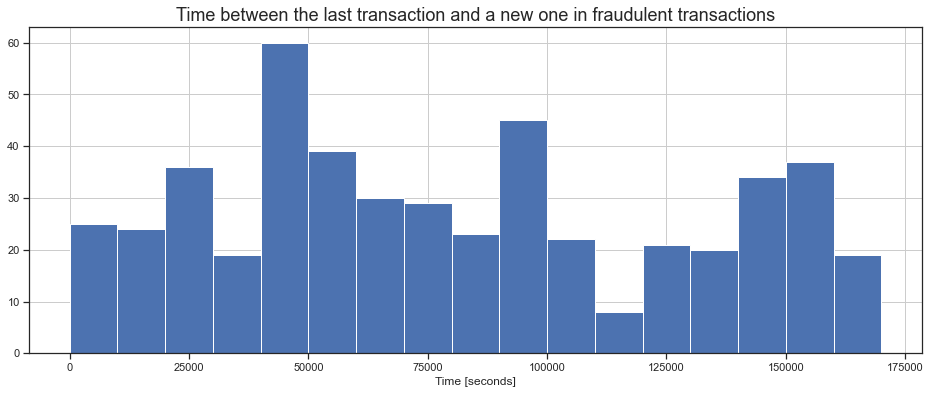 Time between the last transaction and a new one in fraudulent transactions
60
50
40
30
20
10
0
0 25000 50000 75000 100000 125000 150000 175000
Time [seconds]